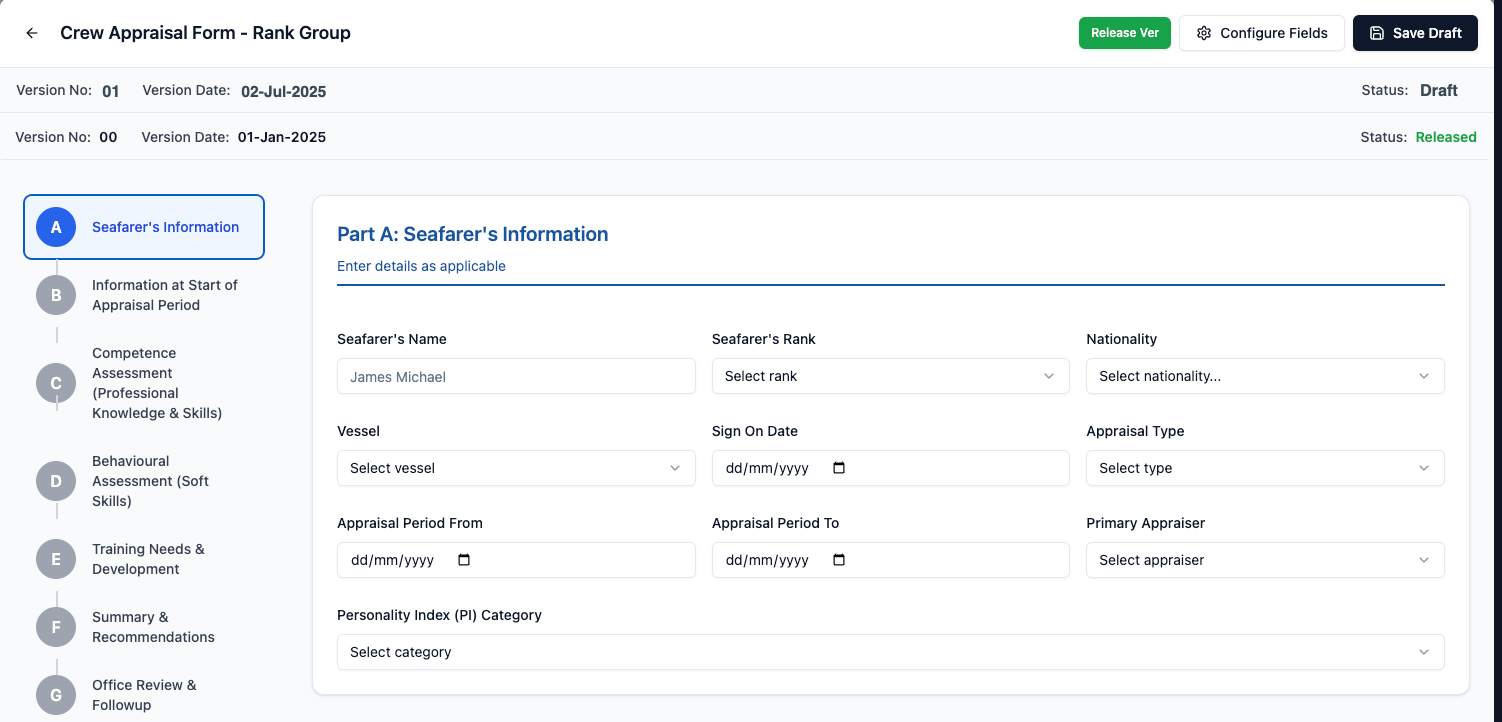 Crew Appraisal Form - Rank Group
Release Ver
Configure Fields
Save Draft
Version No: 01 Version Date: 02-Jul-2025 Status: Draft
Version No: 00 Version Date: 01-Jan-2025 Status: Released
A Seafarer's Information
B Information at Start of
Appraisal Period
C Competence
Assessment
(Professional
Knowledge & Skills)
D Behavioural
Assessment (Soft
Skills)
E Training Needs &
Development
F Summary &
Recommendations
G Office Review &
Followup
Part A: Seafarer's Information
Enter details as applicable
Seafarer's Name Seafarer's Rank Nationality
James Michael Select rank Select nationality...
Vessel Sign On Date Appraisal Type
Select vessel dd/mm/yyyy Select type
Appraisal Period From Appraisal Period To Primary Appraiser
dd/mm/yyyy dd/mm/yyyy Select appraiser
Personality Index (PI) Category
Select category